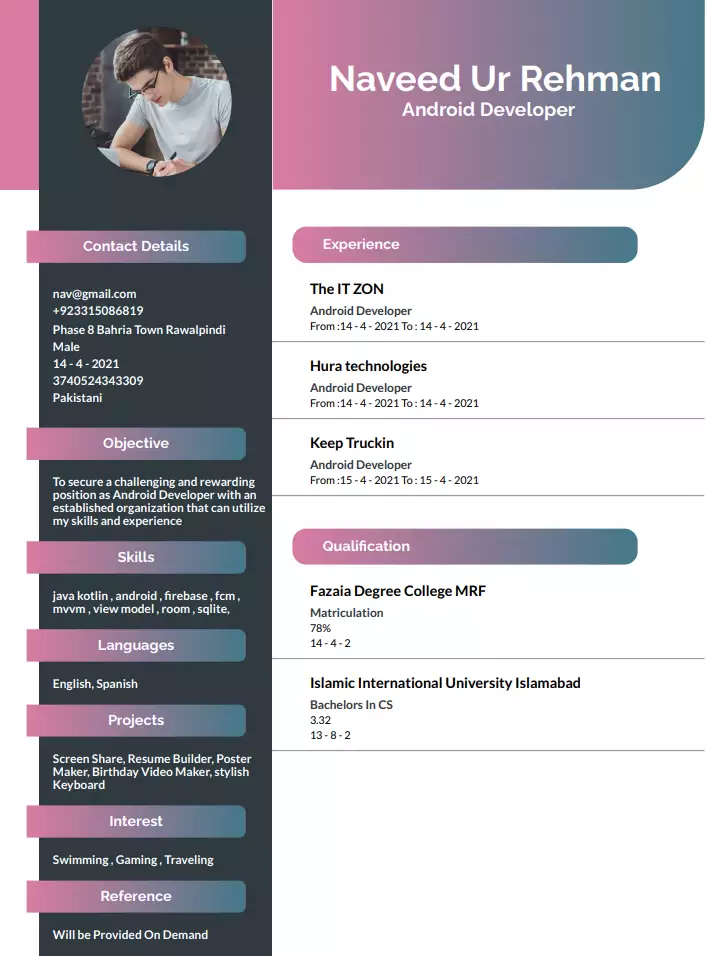 Naveed Ur Rehman
Android Developer
Contact Details
nav@gmail.com
+923315086819
Phase 8 Bahria Town Rawalpindi
Male
14 - 4 - 2021
3740524343309
Pakistani
Objective
To secure a challenging and rewarding
position as Android Developer with an
established organization that can utilize
my skills and experience
Skills
java kotlin , android , firebase , fcm ,
mvvm , view model , room , sqlite,
Languages
English, Spanish
Projects
Screen Share, Resume Builder, Poster
Maker, Birthday Video Maker, stylish
Keyboard
Interest
Swimming , Gaming , Traveling
Reference
Will be Provided On Demand
Experience
The IT ZON
Android Developer
From :14 - 4 - 2021 To : 14 - 4 - 2021
Hura technologies
Android Developer
From :14 - 4 - 2021 To : 14 - 4 - 2021
Keep Truckin
Android Developer
From :15 - 4 - 2021 To : 15 - 4 - 2021
Qualification
Fazaia Degree College MRF
Matriculation
78%
14 - 4 - 2
Islamic International University Islamabad
Bachelors In CS
3.32
13 - 8 - 2